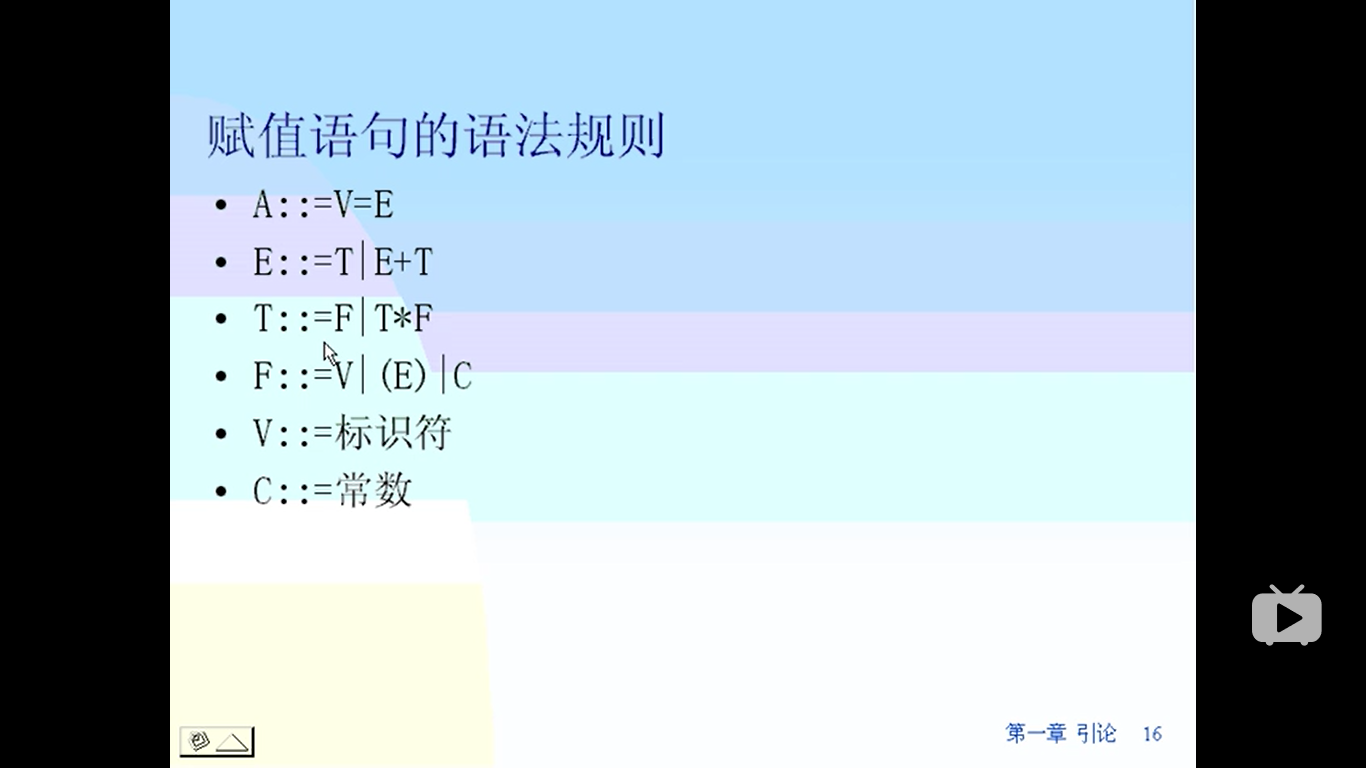 赋值语句的语法规则
• A::=V=E
• E::=T|E+T
• T::=F|T*F
• F::=V|(E)|C
• V::=标识符
• C::=常数
第一章 引论 16